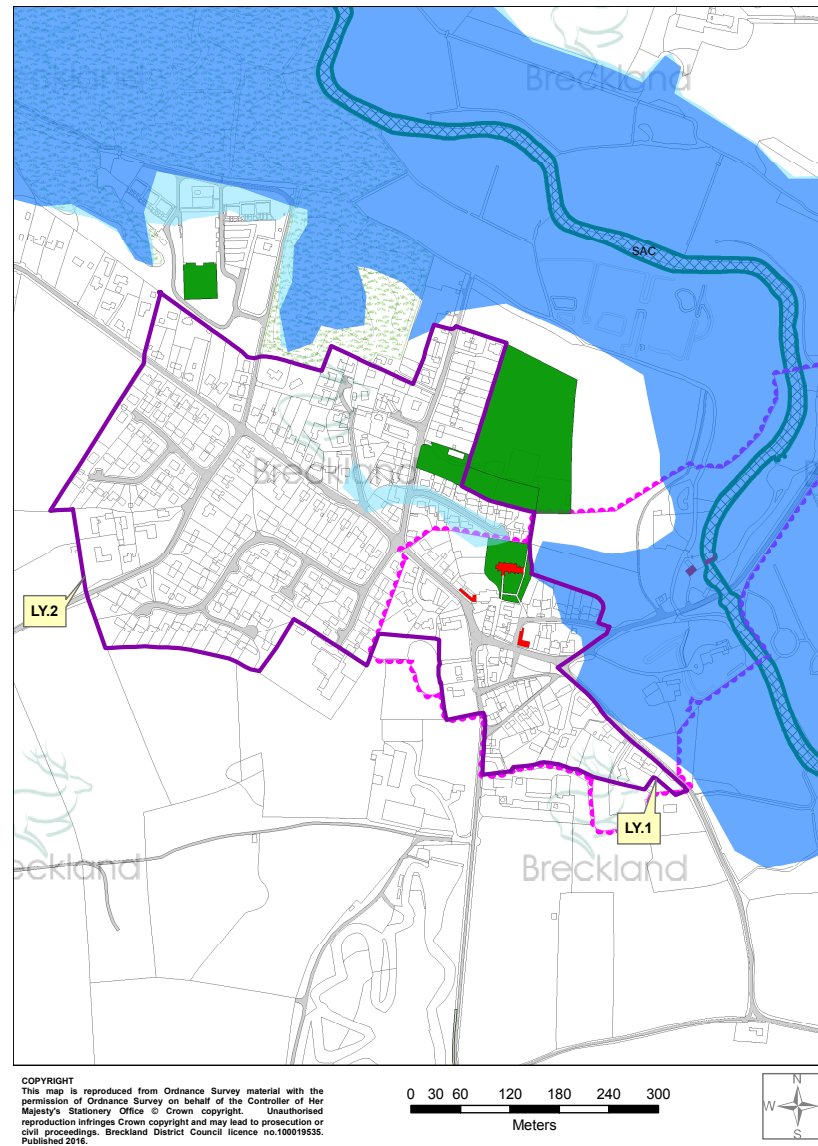 Breckland
Breckland
SAC
Breckland
LY.2
LY.1
eckland
Breckland
COPYRIGHT
This map is reproduced from Ordnance Survey material with the
permission of Ordnance Survey on behalf of the Controller of Her
Majesty's Stationery Office © Crown copyright. Unauthorised
reproduction infringes Crown copyright and may lead to prosecution or
civil proceedings. Breckland District Council licence no.100019535.
Published 2016.
0 30 60 120 180 240 300
Meters
N
W E
S